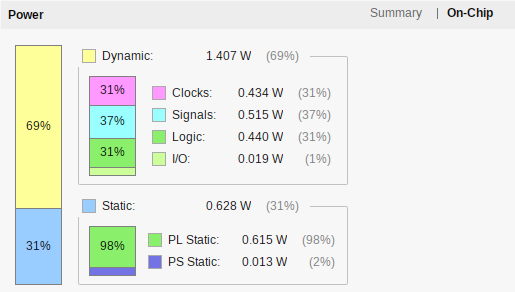 Power
Summary | On-Chip
69%
31%
Dynamic: 1.407 W (69%)
31%
37%
31%
Clocks: 0.434 W (31%)
Signals: 0.515 W (37%)
Logic: 0.440 W (31%)
I/O: 0.019 W (1%)
Static: 0.628 W (31%)
98%
PL Static: 0.615 W (98%)
PS Static: 0.013 W (2%)